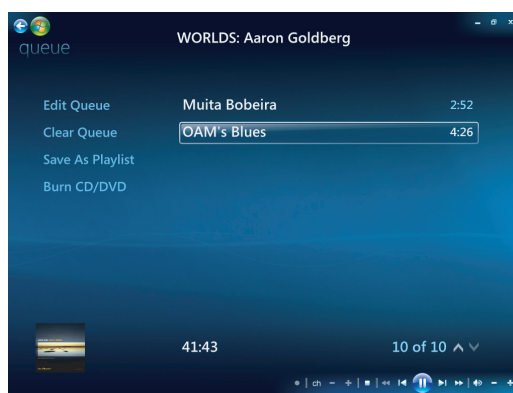 queue
WORLDS: Aaron Goldberg
Edit Queue
Clear Queue
Save As Playlist
Burn CD/DVD
Muita Bobeira 2:52
OAM's Blues 4:26
41:43 10 of 10
ch - +